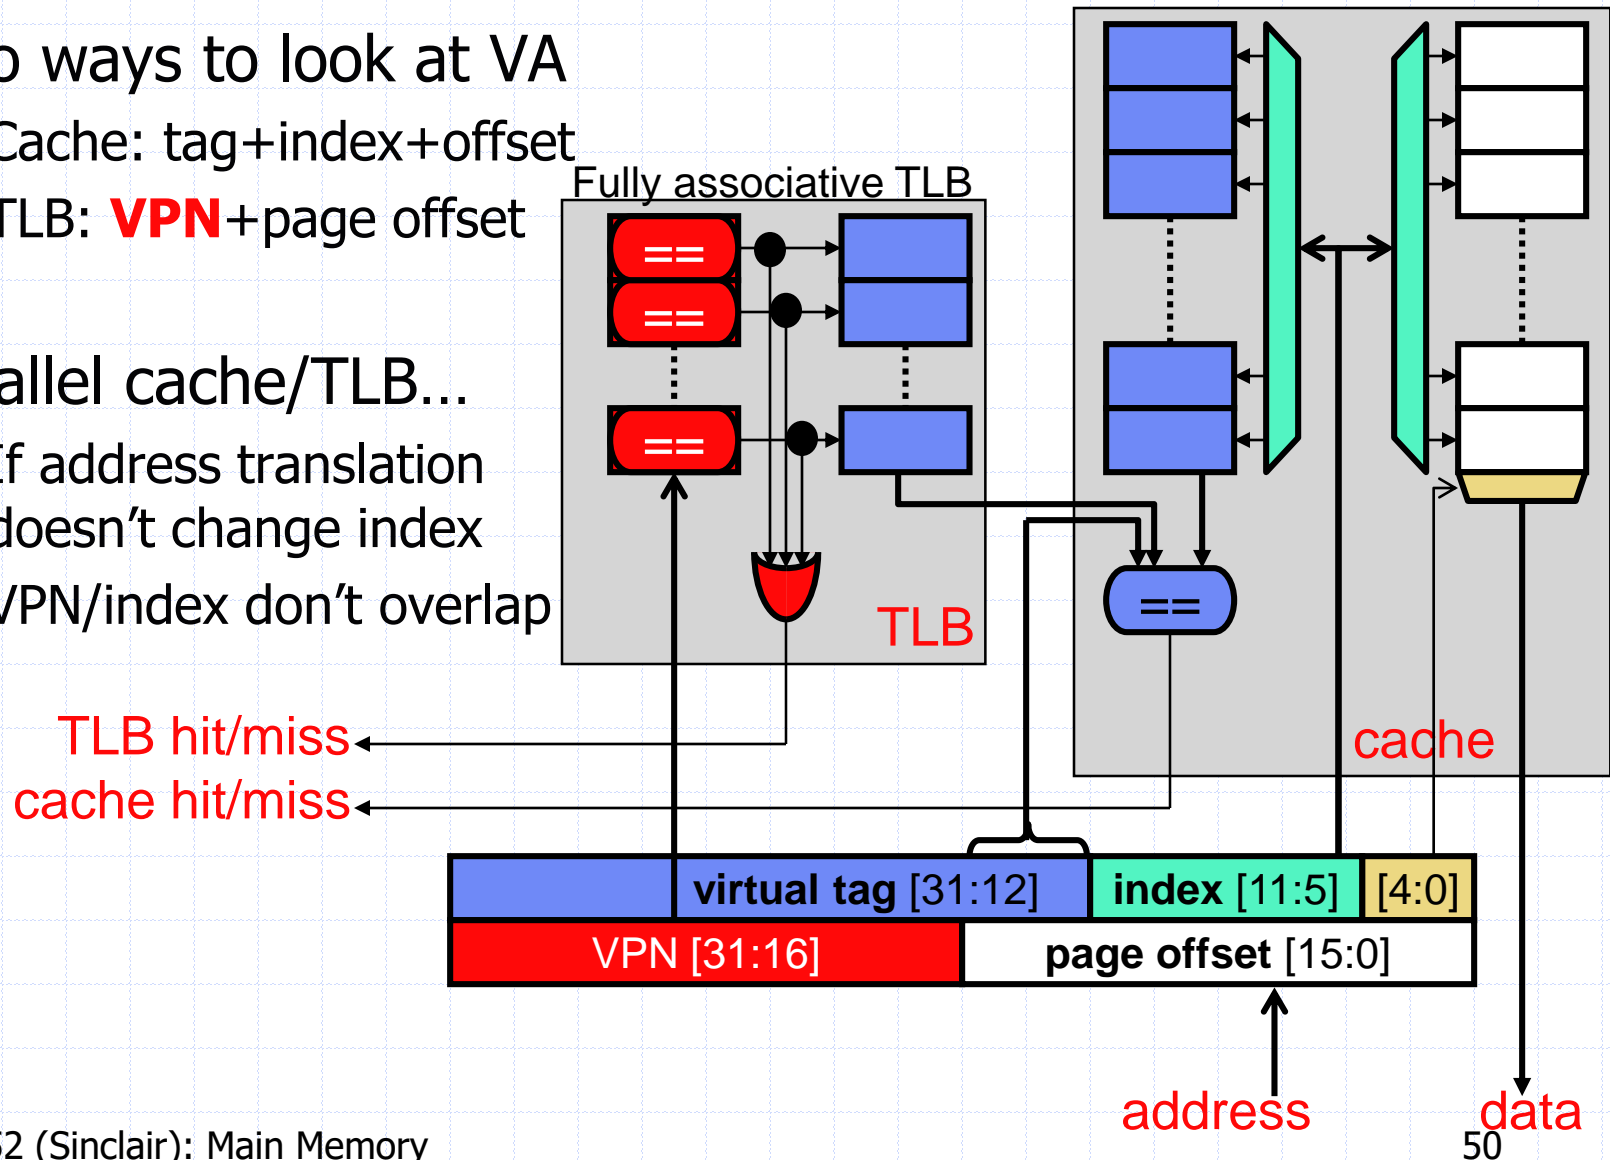 o ways to look at VA
Cache: tag+index+offset
TLB: VPN+page offset
allel cache/TLB...
If address translation
doesn't change index
VPN/index don't overlap
Fully associative TLB
==
==
==
TLB
==
cache
TLB hit/miss
cache hit/miss
virtual tag [31:12] index [11:5] [4:0]
VPN [31:16] page offset [15:0]
address data
52 (Sinclair): Main Memory 50